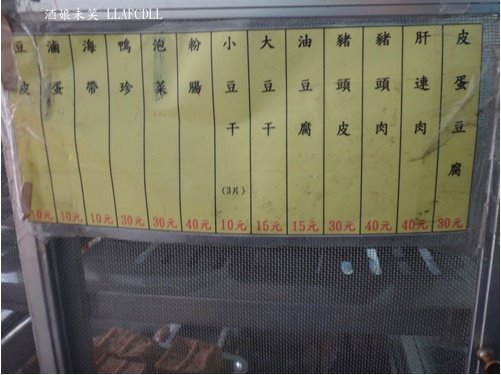 酒娘未笑 LLAFCDLL
豆皮 10元
滷蛋 10元
海帶 10元
鴨珍 30元
泡菜 30元
粉腸 40元
小豆干 (3片) 10元
大豆干 15元
油豆腐 15元
豬頭皮 30元
豬頭肉 40元
肝連肉 40元
皮蛋豆腐 30元